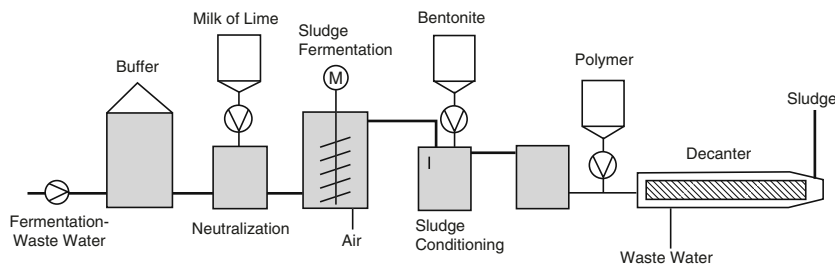 Milk of Lime
Sludge
Fermentation
Bentonite
Buffer
M
Polymer
Sludge
Decanter
I
Fermentation-
Waste Water
Neutralization
Air
Sludge
Conditioning
Waste Water